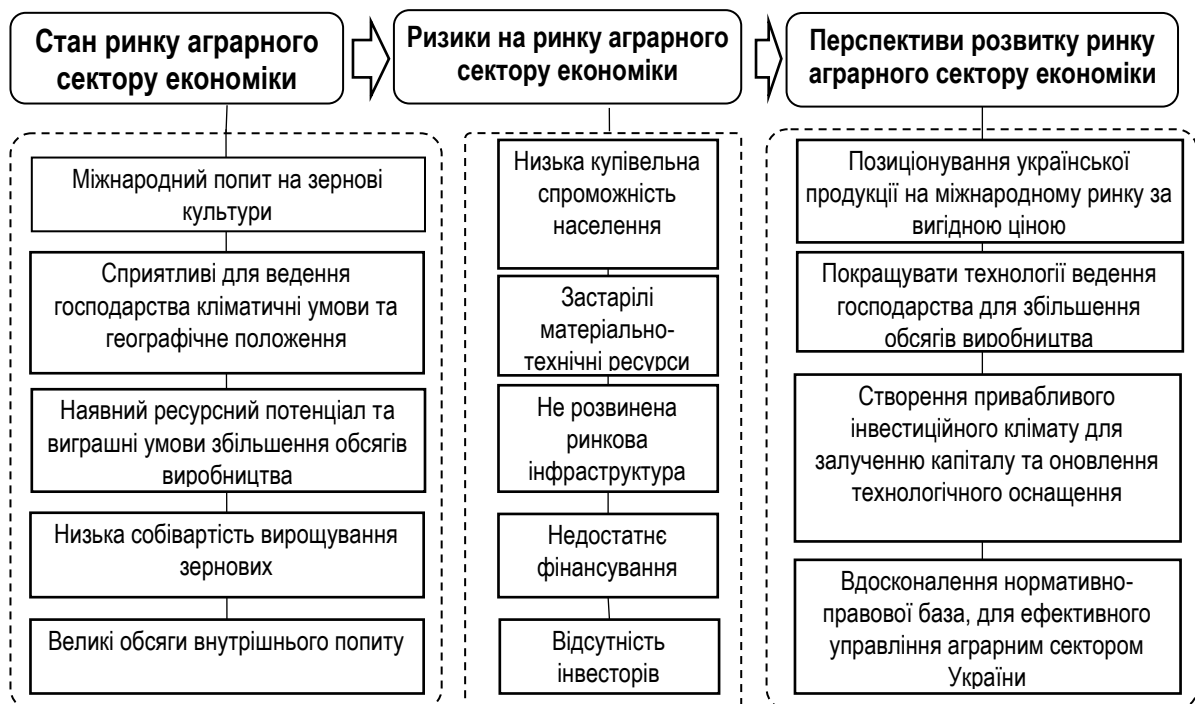 Стан ринку аграрного
сектору економіки
Ризики на ринку аграрного
сектору економіки
Перспективи розвитку ринку
аграрного сектору економіки
Міжнародний попит на зернові
культури
Сприятливі для ведення
господарства кліматичні умови та
географічне положення
Наявний ресурсний потенціал та
виграшні умови збільшення обсягів
виробництва
Низька собівартість вирощування
зернових
Великі обсяги внутрішнього попиту
Низька купівельна
спроможність
населення
Застарілі
матеріально-
технічні ресурси
Не розвинена
ринкова
інфраструктура
Недостатнє
фінансування
Відсутність
інвесторів
Позиціонування української
продукції на міжнародному ринку за
вигідною ціною
Покращувати технології ведення
господарства для збільшення
обсягів виробництва
Створення привабливого
інвестиційного клімату для
залученню капіталу та оновлення
технологічного оснащення
Вдосконалення нормативно-
правової база, для ефективного
управління аграрним сектором
України